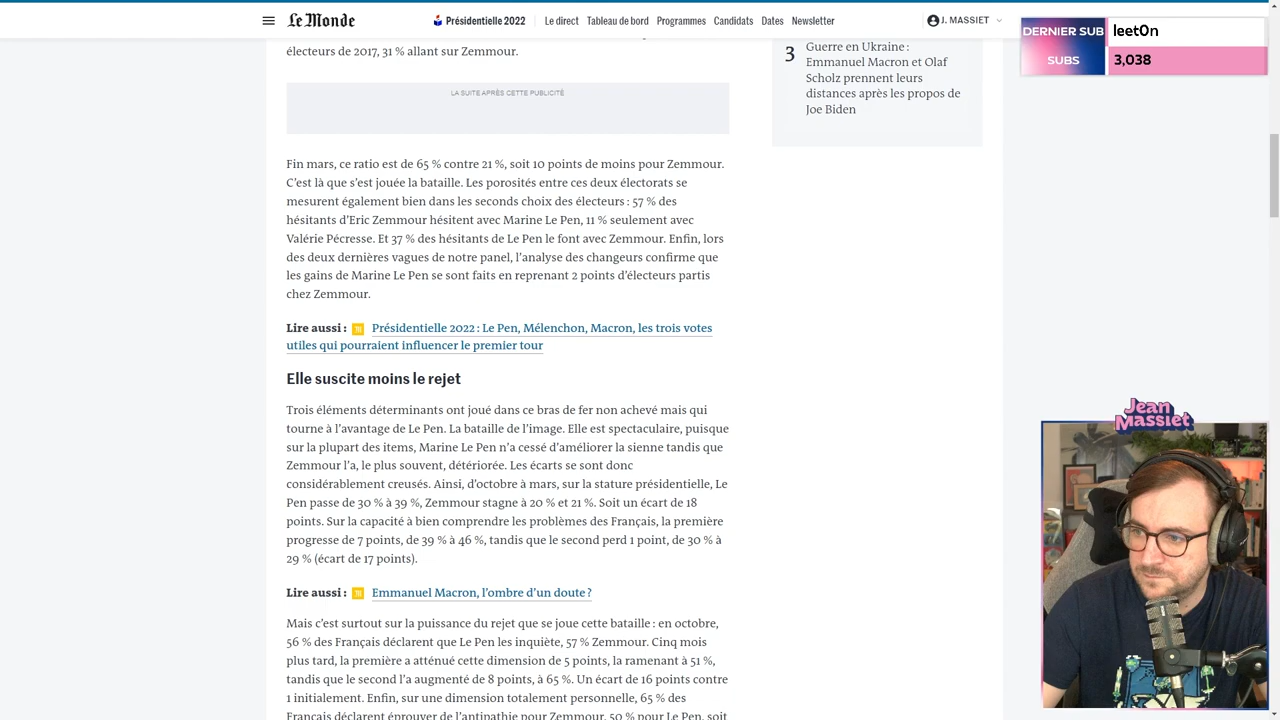 Le Monde
Présidentielle 2022
Le direct
Tableau de bord
Programmes
Candidats
Dates
Newsletter
J. MASSIET
DERNIER SUB
leet0n
SUBS
3,038
électeurs de 2017, 31 % allant sur Zemmour.
LA SUITE APRÈS CETTE PUBLICITÉ
3
Guerre en Ukraine :
Emmanuel Macron et Olaf
Scholz prennent leurs
distances après les propos de
Joe Biden
Fin mars, ce ratio est de 65 % contre 21 %, soit 10 points de moins pour Zemmour.
C’est là que s’est jouée la bataille. Les porosités entre ces deux électorats se
mesurent également bien dans les seconds choix des électeurs : 57 % des
hésitants d’Eric Zemmour hésitent avec Marine Le Pen, 11 % seulement avec
Valérie Pécresse. Et 37 % des hésitants de Le Pen le font avec Zemmour. Enfin, lors
des deux dernières vagues de notre panel, l’analyse des changeurs confirme que
les gains de Marine Le Pen se sont faits en reprenant 2 points d’électeurs partis
chez Zemmour.
Lire aussi : Présidentielle 2022 : Le Pen, Mélenchon, Macron, les trois votes
utiles qui pourraient influencer le premier tour
Elle suscite moins le rejet
Trois éléments déterminants ont joué dans ce bras de fer non achevé mais qui
tourne à l’avantage de Le Pen. La bataille de l’image. Elle est spectaculaire, puisque
sur la plupart des items, Marine Le Pen n’a cessé d’améliorer la sienne tandis que
Zemmour l’a, le plus souvent, détériorée. Les écarts se sont donc
considérablement creusés. Ainsi, d’octobre à mars, sur la stature présidentielle, Le
Pen passe de 30 % à 39 %, Zemmour stagne à 20 % et 21 %. Soit un écart de 18
points. Sur la capacité à bien comprendre les problèmes des Français, la première
progresse de 7 points, de 39 % à 46 %, tandis que le second perd 1 point, de 30 % à
29 % (écart de 17 points).
Lire aussi : Emmanuel Macron, l’ombre d’un doute ?
Mais c’est surtout sur la puissance du rejet que se joue cette bataille : en octobre,
56 % des Français déclarent que Le Pen les inquiète, 57 % Zemmour. Cinq mois
plus tard, la première a atténué cette dimension de 5 points, la ramenant à 51 %,
tandis que le second l’a augmenté de 8 points, à 65 %. Un écart de 16 points contre
1 initialement. Enfin, sur une dimension totalement personnelle, 65 % des
Français déclarent éprouver de l’antipathie pour Zemmour, 50 % pour Le Pen, soit
Jean
Massiet